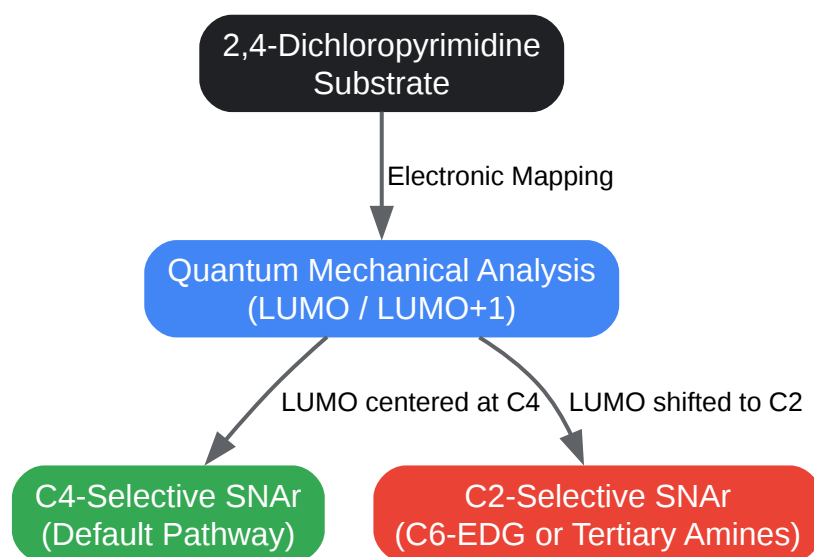 2,4-Dichloropyrimidine
Substrate
Electronic Mapping
Quantum Mechanical Analysis
(LUMO / LUMO+1)
LUMO centered at C4
LUMO shifted to C2
C4-Selective SNAr
(Default Pathway)
C2-Selective SNAr
(C6-EDG or Tertiary Amines)